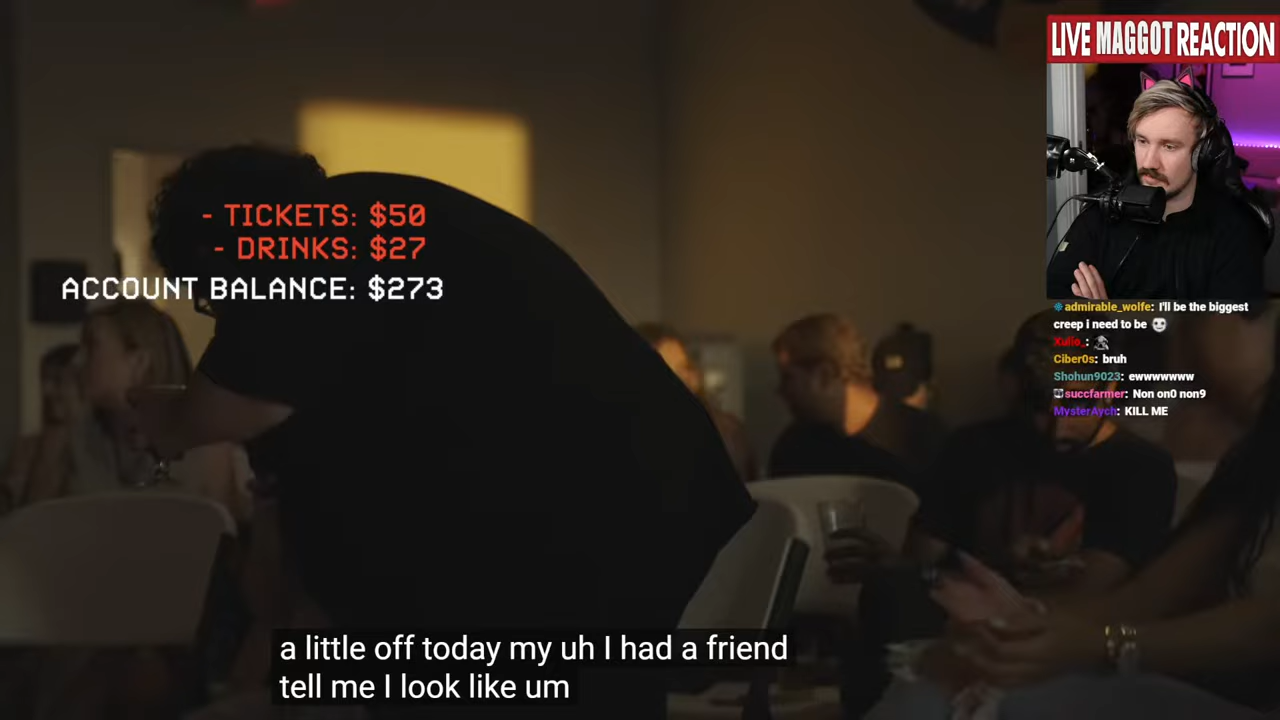 LIVE MAGGOT REACTION
- TICKETS: $50
- DRINKS: $27
ACCOUNT BALANCE: $273
admirable_wolfe: I'll be the biggest
creep i need to be
Xulio_:
Ciber0s: bruh
Shohun9023: ewwwwwww
succfarmer: Non on0 non9
MysterAych: KILL ME
a little off today my uh I had a friend
tell me I look like um